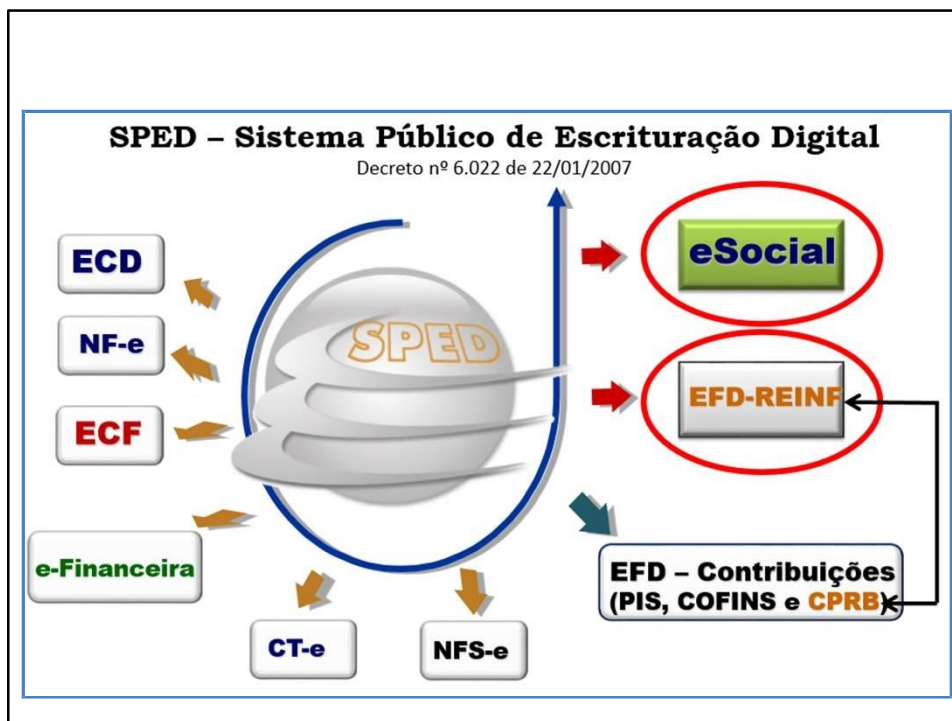 SPED – Sistema Público de Escrituração Digital
Decreto nº 6.022 de 22/01/2007
ECD
NF-e
ECF
e-Financeira
CT-e
NFS-e
SPED
eSocial
EFD-REINF
EFD – Contribuições
(PIS, COFINS e CPRB)